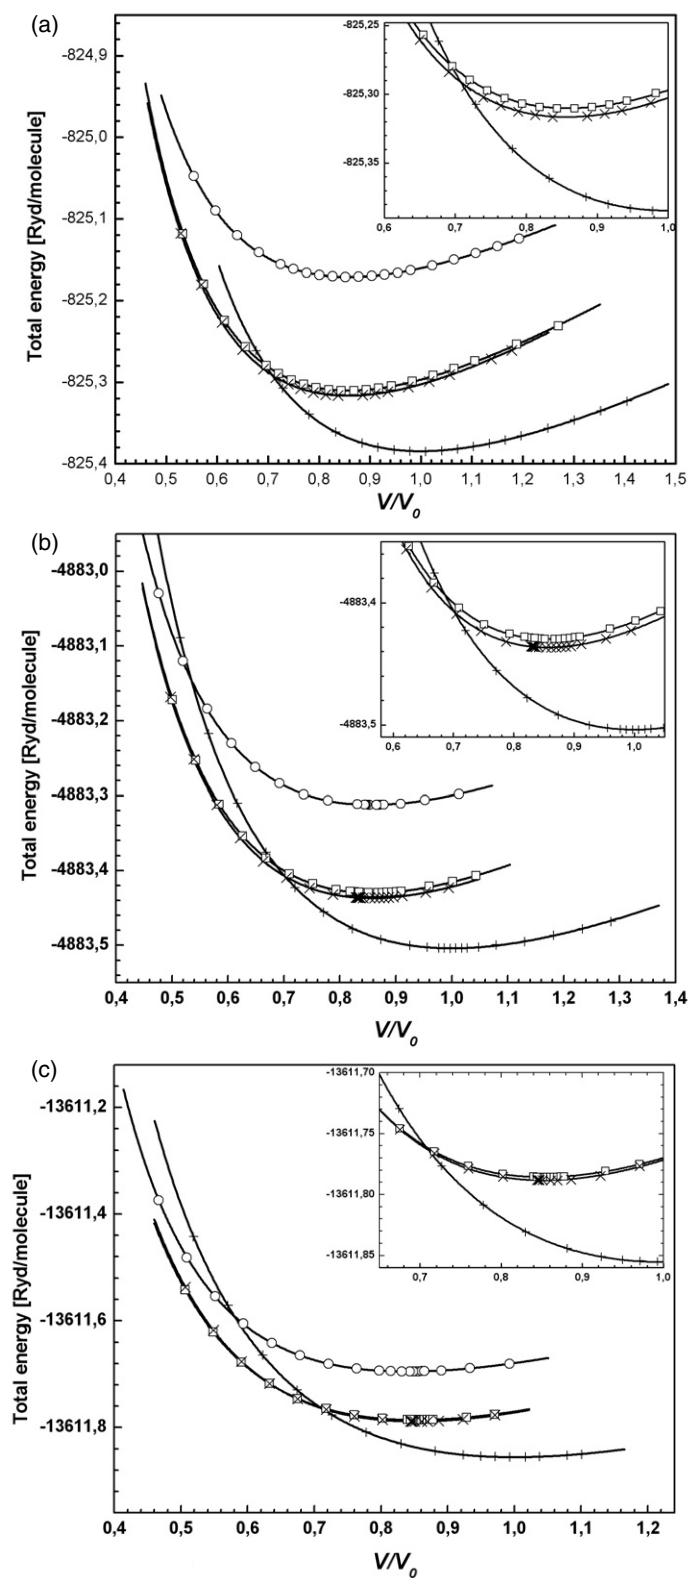 (a)
-824,9
-825,0
-825,1
-825,2
-825,3
-825,4
Total energy [Ryd/molecule]
0,4 0,5 0,6 0,7 0,8 0,9 1,0 1,1 1,2 1,3 1,4 1,5
V/V0
-825,25
-825,30
-825,35
0,6 0,7 0,8 0,9 1,0
(b)
-4883,0
-4883,1
-4883,2
-4883,3
-4883,4
-4883,5
Total energy [Ryd/molecule]
0,4 0,5 0,6 0,7 0,8 0,9 1,0 1,1 1,2 1,3 1,4
V/V0
-4883,4
-4883,5
0,6 0,7 0,8 0,9 1,0
(c)
-13611,2
-13611,4
-13611,6
-13611,8
Total energy [Ryd/molecule]
0,4 0,5 0,6 0,7 0,8 0,9 1,0 1,1 1,2
V/V0
-13611,70
-13611,75
-13611,80
-13611,85
0,7 0,8 0,9 1,0